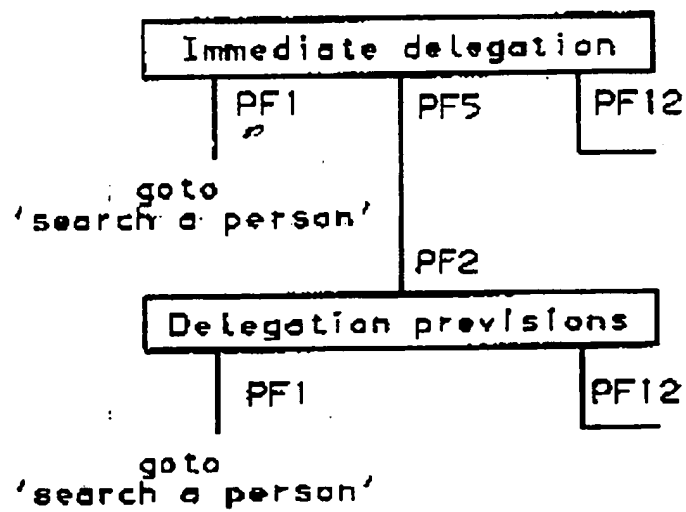 Immediate delegation
PF1 PF5 PF12
goto
'search a person'
PF2
Delegation previsions
PF1 PF12
goto
'search a person'